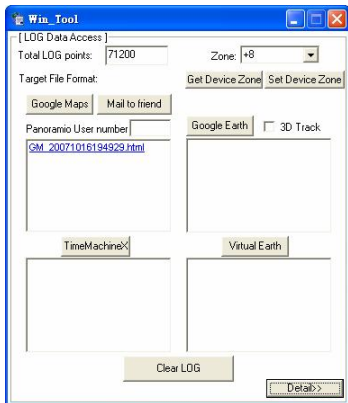 Win_Tool
[ LOG Data Access ]
Total LOG points: 71200 Zone: +8
Target File Format: Get Device Zone Set Device Zone
Google Maps Mail to friend
Panoramio User number Google Earth 3D Track
GM_20071016194929.html
TimeMachineX Virtual Earth
Clear LOG
Detail>>